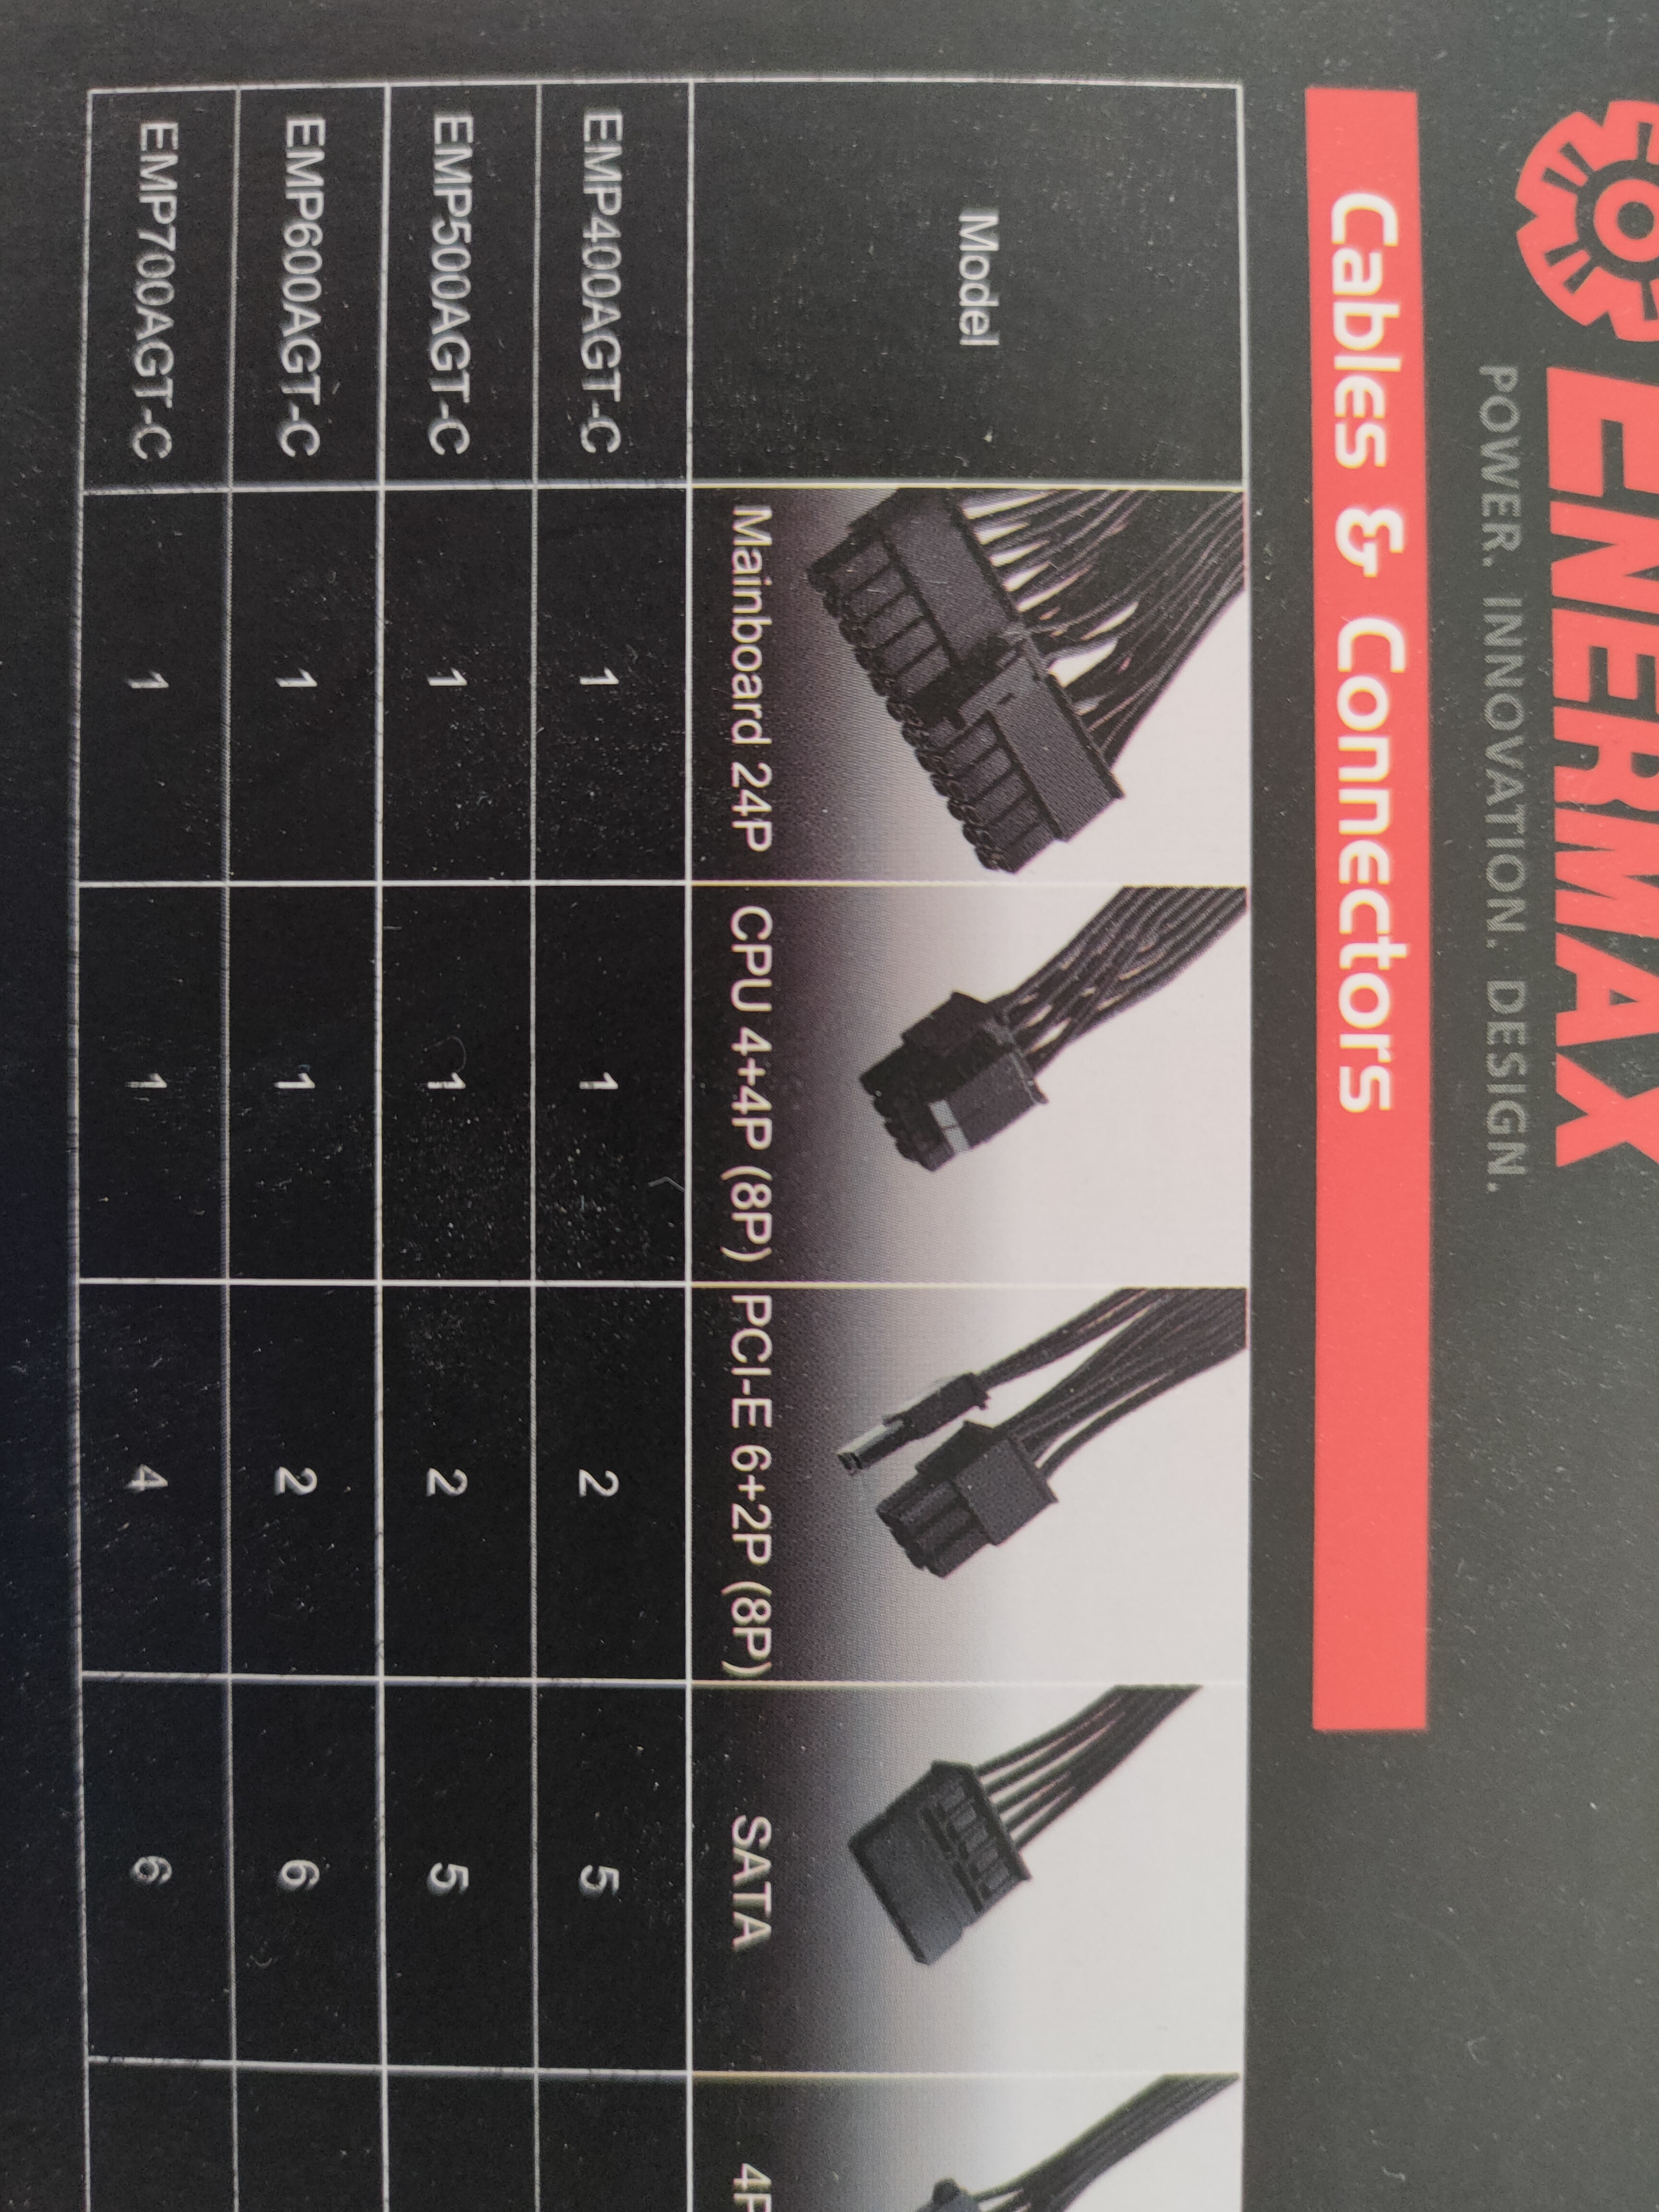 ENERMAX
POWER. INNOVATION. DESIGN.
Cables & Connectors
Model Mainboard 24P CPU 4+4P (8P) PCI-E 6+2P (8P) SATA
EMP400AGT-C 1 1 2 5
EMP500AGT-C 1 1 2 5
EMP600AGT-C 1 1 2 6
EMP700AGT-C 1 1 4 6